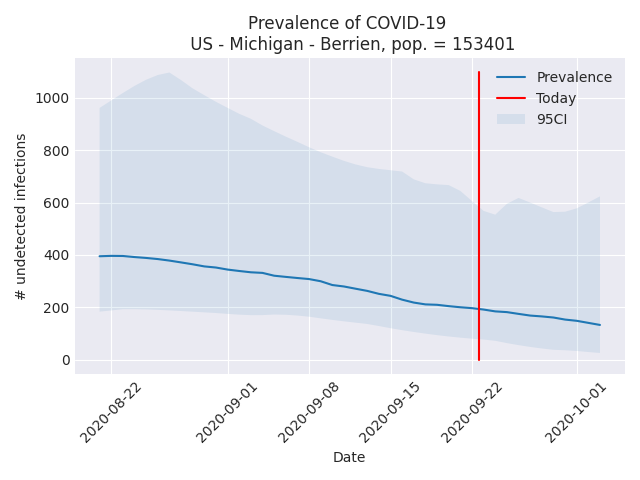 Prevalence of COVID-19
US - Michigan - Berrien, pop. = 153401
# undetected infections
1000
800
600
400
200
0
Prevalence
Today
95CI
2020-08-22
2020-09-01
2020-09-08
2020-09-15
2020-09-22
2020-10-01
Date